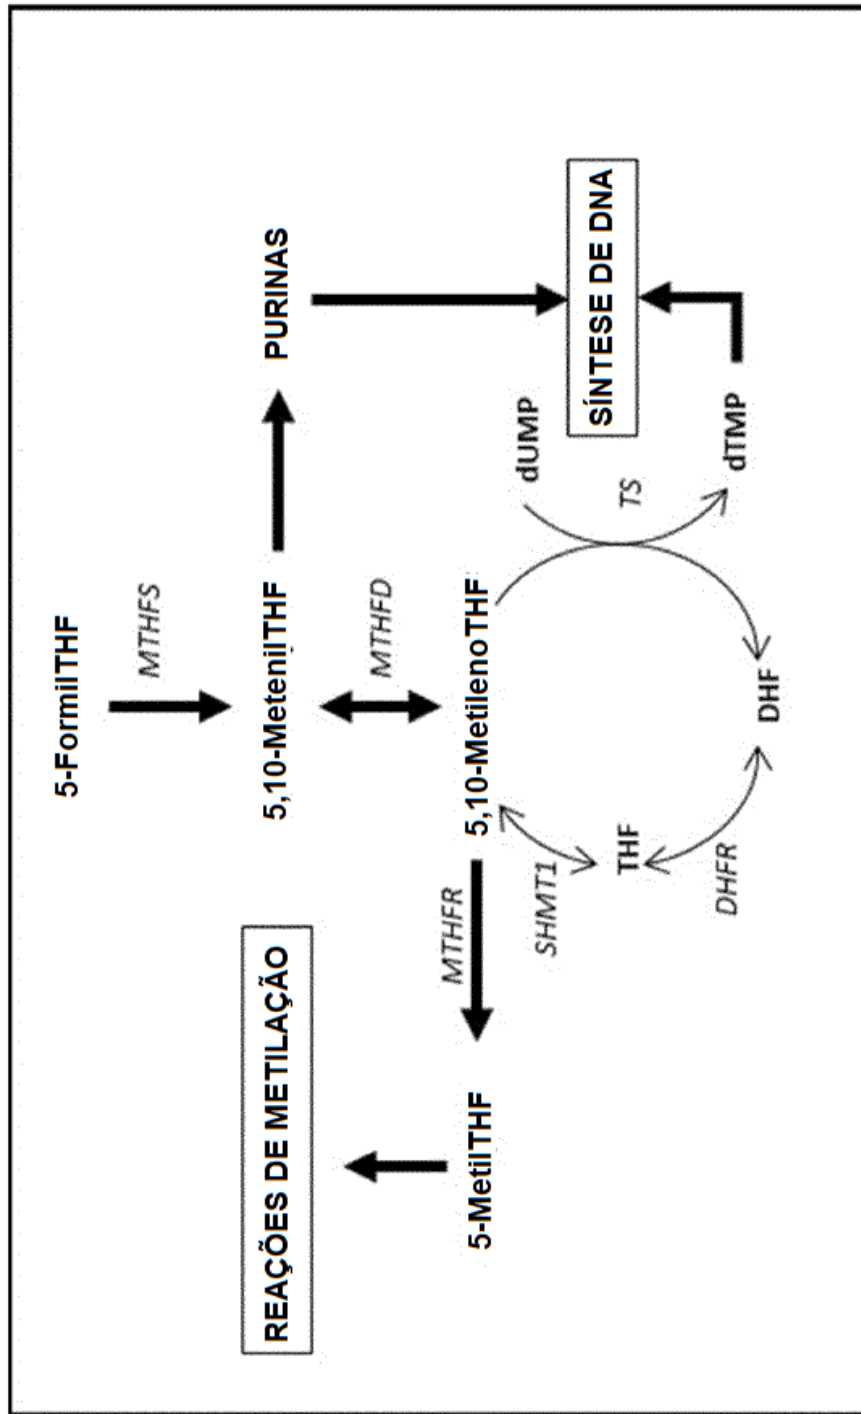 5-FormilTHF
MTHFS
REAÇÕES DE METILAÇÃO
5,10-MetenilTHF
PURINAS
MTHFD
MTHFR
5-MetilTHF
5,10-MetilenoTHF
dUMP
SHMT1
SÍNTESE DE DNA
TS
THF
DHFR
dTMP
DHF